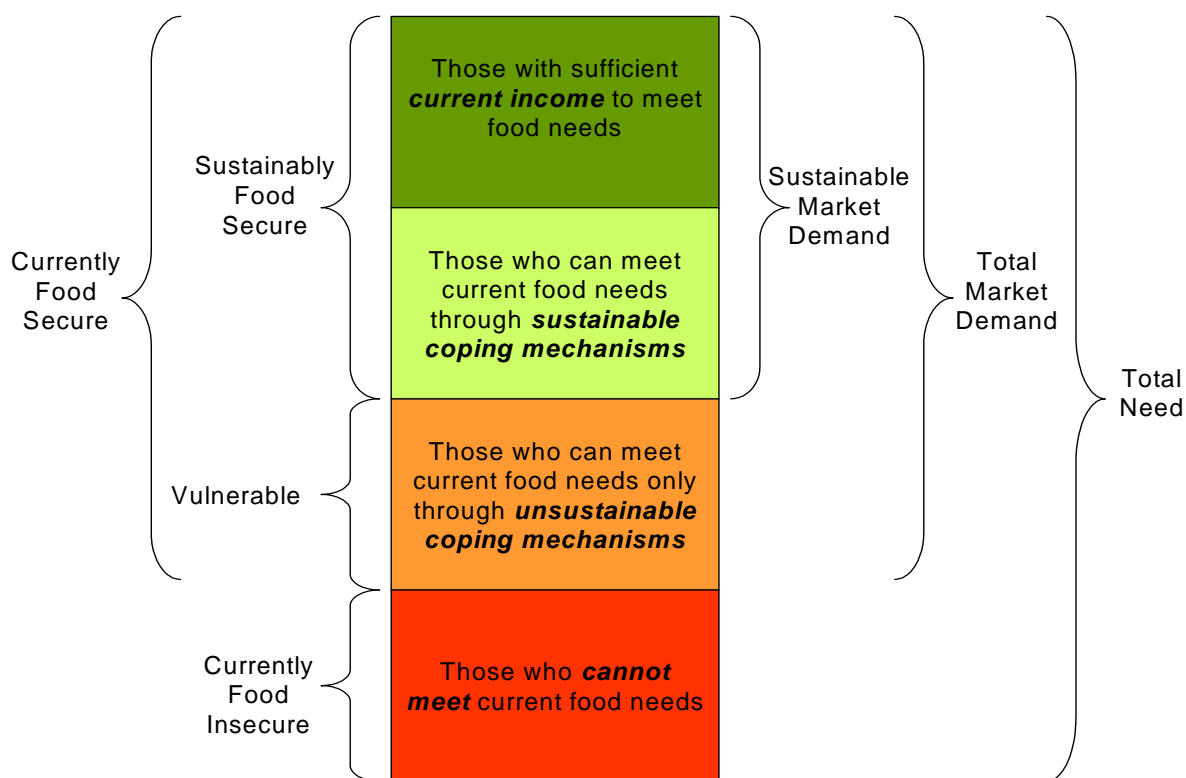 Those with sufficient
current income to meet
food needs
Sustainably
Food
Secure
Sustainable
Market
Demand
Currently
Food
Secure
Those who can meet
current food needs
through sustainable
coping mechanisms
Total
Market
Demand
Total
Need
Vulnerable
Those who can meet
current food needs only
through unsustainable
coping mechanisms
Currently
Food
Insecure
Those who cannot
meet current food needs